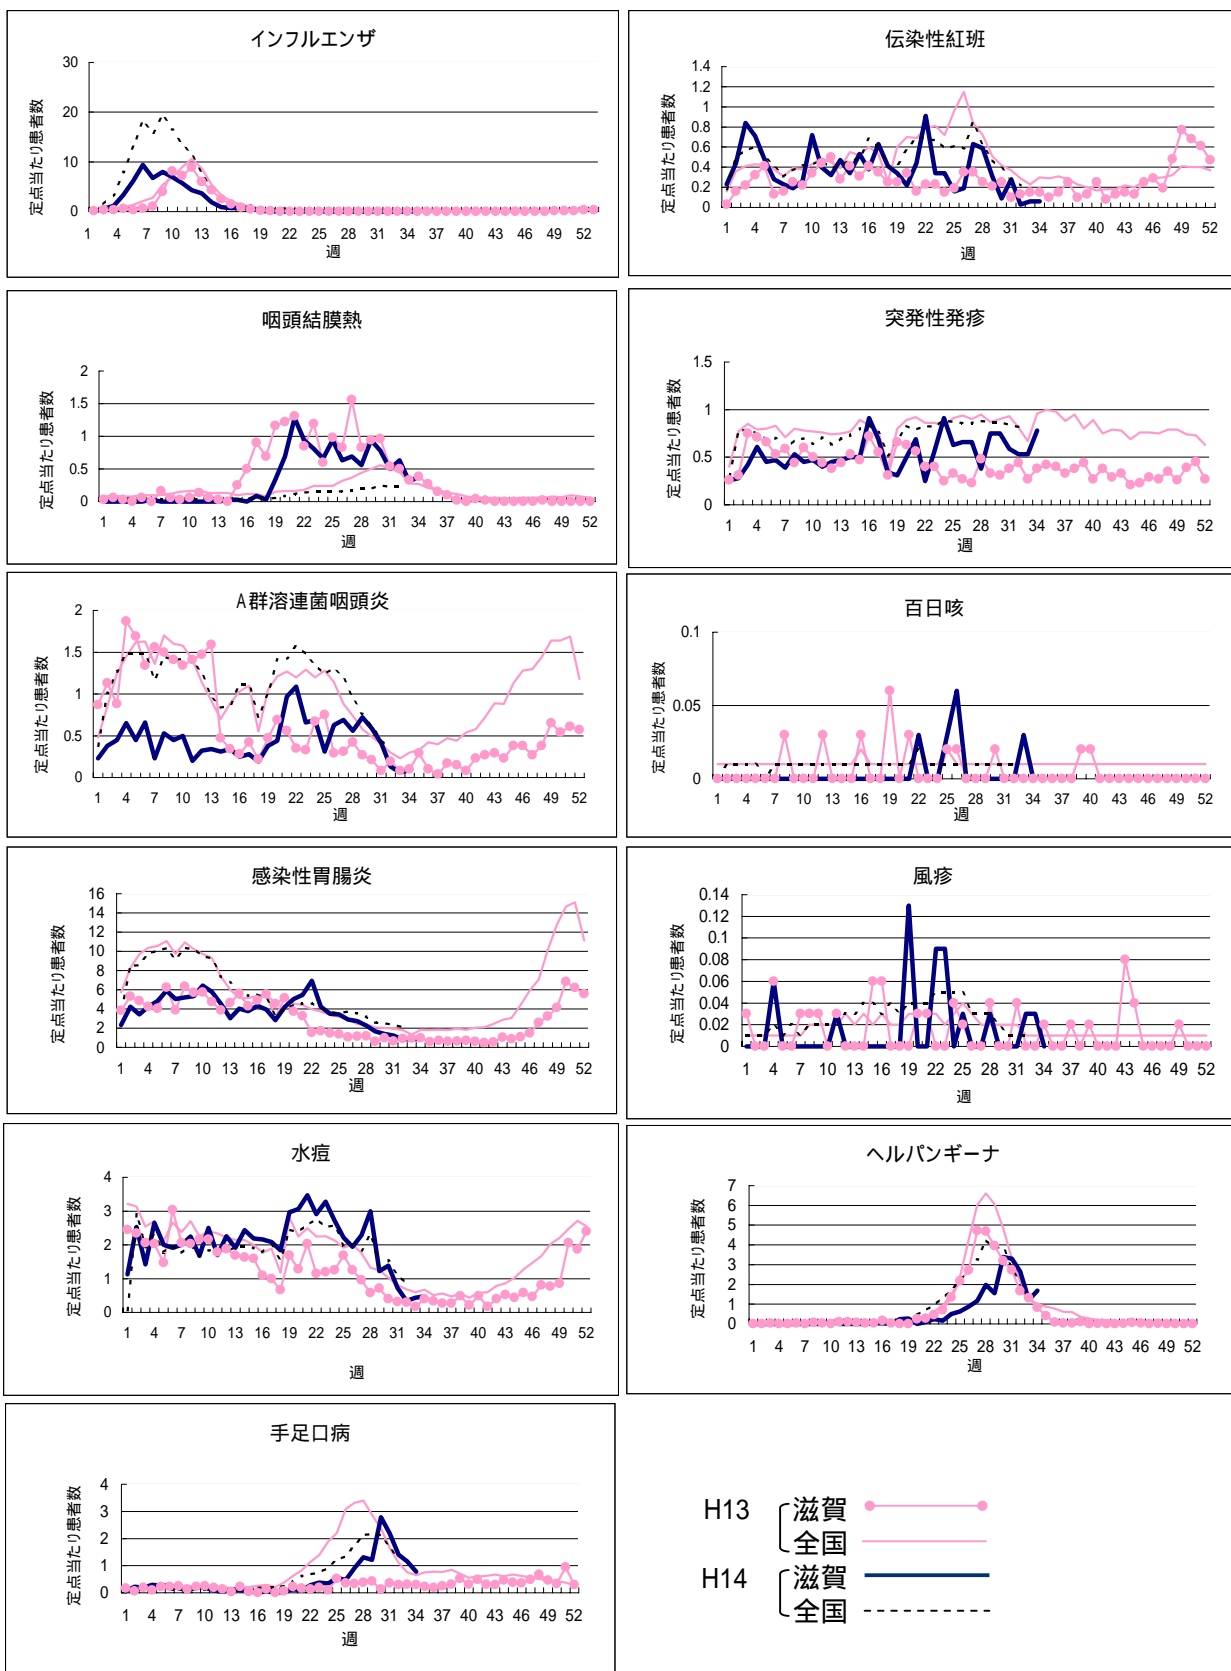 インフルエンザ
定点当たり患者数
30
20
10
0
1 4 7 10 13 16 19 22 25 28 31 34 37 40 43 46 49 52
週
伝染性紅班
定点当たり患者数
1.4
1.2
1
0.8
0.6
0.4
0.2
0
1 4 7 10 13 16 19 22 25 28 31 34 37 40 43 46 49 52
週
咽頭結膜熱
定点当たり患者数
2
1.5
1
0.5
0
1 4 7 10 13 16 19 22 25 28 31 34 37 40 43 46 49 52
週
突発性発疹
定点当たり患者数
1.5
1
0.5
0
1 4 7 10 13 16 19 22 25 28 31 34 37 40 43 46 49 52
週
A群溶連菌咽頭炎
定点当たり患者数
2
1.5
1
0.5
0
1 4 7 10 13 16 19 22 25 28 31 34 37 40 43 46 49 52
週
百日咳
定点当たり患者数
0.1
0.05
0
1 4 7 10 13 16 19 22 25 28 31 34 37 40 43 46 49 52
週
感染性胃腸炎
定点当たり患者数
16
14
12
10
8
6
4
2
0
1 4 7 10 13 16 19 22 25 28 31 34 37 40 43 46 49 52
週
風疹
定点当たり患者数
0.14
0.12
0.1
0.08
0.06
0.04
0.02
0
1 4 7 10 13 16 19 22 25 28 31 34 37 40 43 46 49 52
週
水痘
定点当たり患者数
4
3
2
1
0
1 4 7 10 13 16 19 22 25 28 31 34 37 40 43 46 49 52
週
ヘルパンギーナ
定点当たり患者数
7
6
5
4
3
2
1
0
1 4 7 10 13 16 19 22 25 28 31 34 37 40 43 46 49 52
週
手足口病
定点当たり患者数
4
3
2
1
0
1 4 7 10 13 16 19 22 25 28 31 34 37 40 43 46 49 52
週
H13 滋賀
全国
H14 滋賀
全国